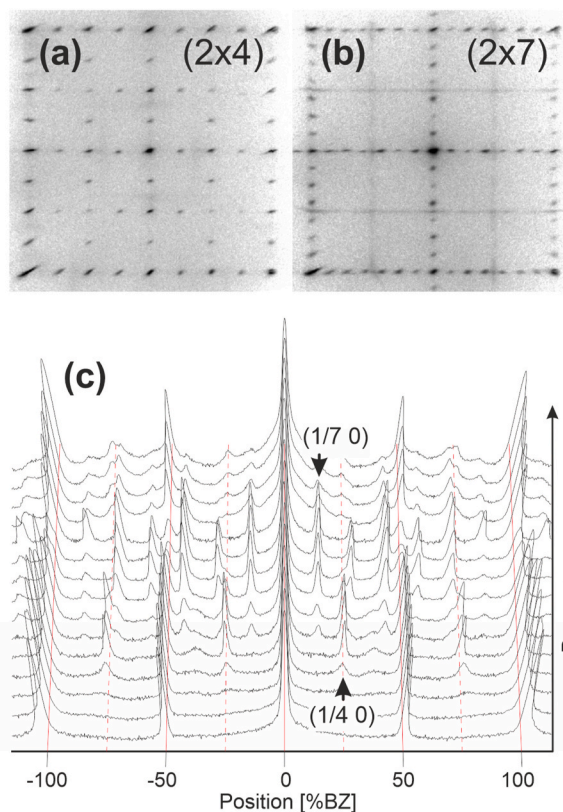 (a) (2x4) (b) (2x7)
(c)
(1/7 0)
(1/4 0)
-100 -50 0 50 100
Position [%BZ]